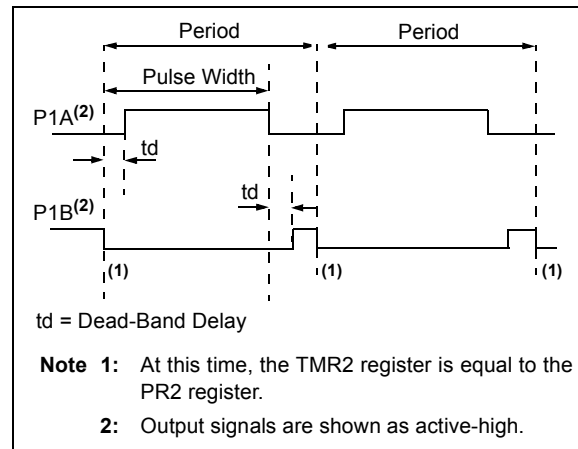 Period Period
Pulse Width
P1A(2)
td
td
P1B(2)
(1) (1) (1)
td = Dead-Band Delay
Note 1: At this time, the TMR2 register is equal to the
PR2 register.
2: Output signals are shown as active-high.